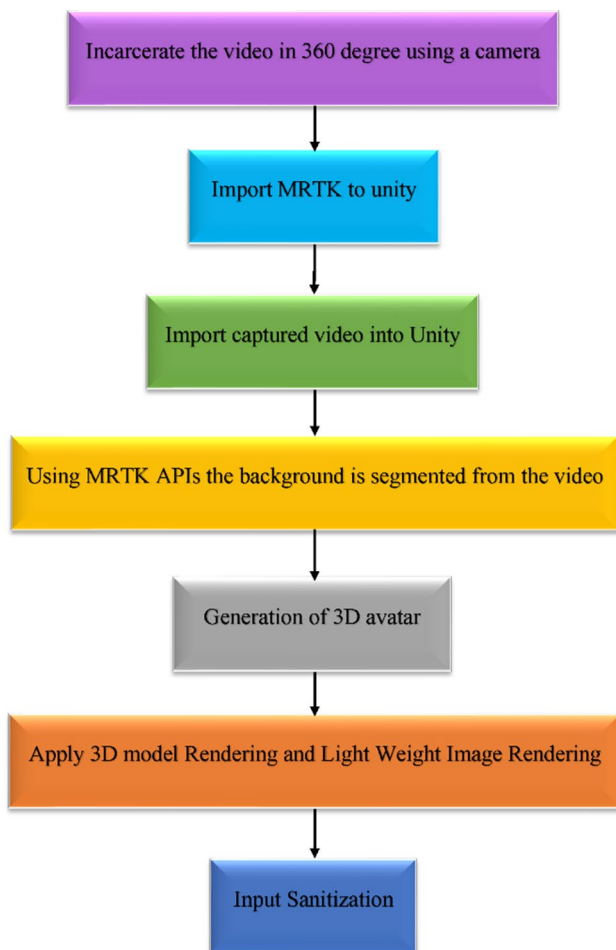 Incarcerate the video in 360 degree using a camera
Import MRTK to unity
Import captured video into Unity
Using MRTK APIs the background is segmented from the video
Generation of 3D avatar
Apply 3D model Rendering and Light Weight Image Rendering
Input Sanitization